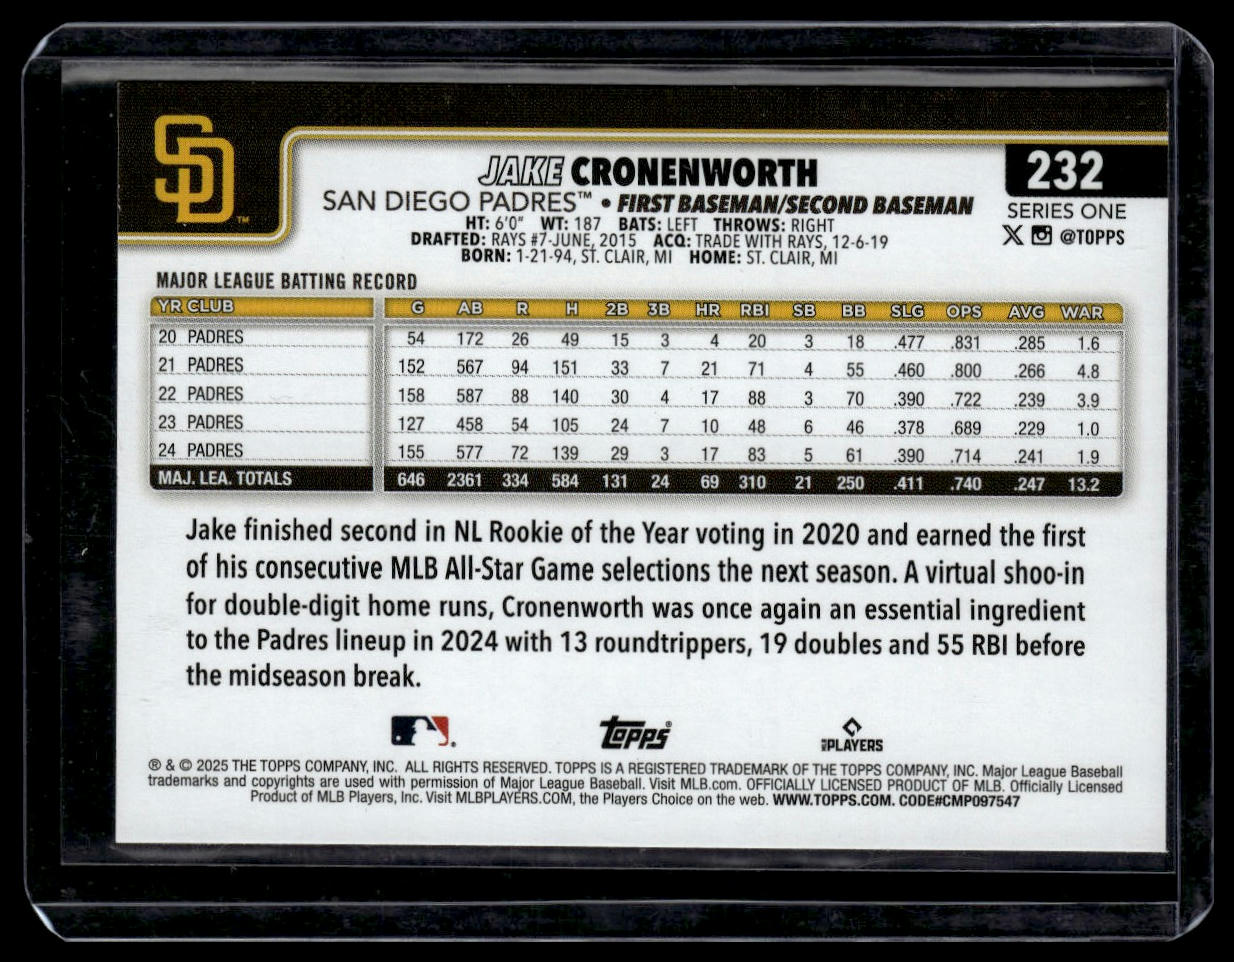 SD™
JAKE CRONENWORTH
232
SAN DIEGO PADRES™ • FIRST BASEMAN/SECOND BASEMAN
SERIES ONE
HT: 6'0" WT: 187 BATS: LEFT THROWS: RIGHT
X @TOPPS
DRAFTED: RAYS #7-JUNE, 2015 ACQ: TRADE WITH RAYS, 12-6-19
BORN: 1-21-94, ST. CLAIR, MI HOME: ST. CLAIR, MI
MAJOR LEAGUE BATTING RECORD
YR CLUB G AB R H 2B 3B HR RBI SB BB SLG OPS AVG WAR
20 PADRES 54 172 26 49 15 3 4 20 3 18 .477 .831 .285 1.6
21 PADRES 152 567 94 151 33 7 21 71 4 55 .460 .800 .266 4.8
22 PADRES 158 587 88 140 30 4 17 88 3 70 .390 .722 .239 3.9
23 PADRES 127 458 54 105 24 7 10 48 6 46 .378 .689 .229 1.0
24 PADRES 155 577 72 139 29 3 17 83 5 61 .390 .714 .241 1.9
MAJ. LEA. TOTALS 646 2361 334 584 131 24 69 310 21 250 .411 .740 .247 13.2
Jake finished second in NL Rookie of the Year voting in 2020 and earned the first
of his consecutive MLB All-Star Game selections the next season. A virtual shoo-in
for double-digit home runs, Cronenworth was once again an essential ingredient
to the Padres lineup in 2024 with 13 roundtrippers, 19 doubles and 55 RBI before
the midseason break.
® Topps® MLB PLAYERS
® & © 2025 THE TOPPS COMPANY, INC. ALL RIGHTS RESERVED. TOPPS IS A REGISTERED TRADEMARK OF THE TOPPS COMPANY, INC. Major League Baseball
trademarks and copyrights are used with permission of Major League Baseball. Visit MLB.com. OFFICIALLY LICENSED PRODUCT OF MLB. Officially Licensed
Product of MLB Players, Inc. Visit MLBPLAYERS.COM, the Players Choice on the web. WWW.TOPPS.COM. CODE#CMP097547